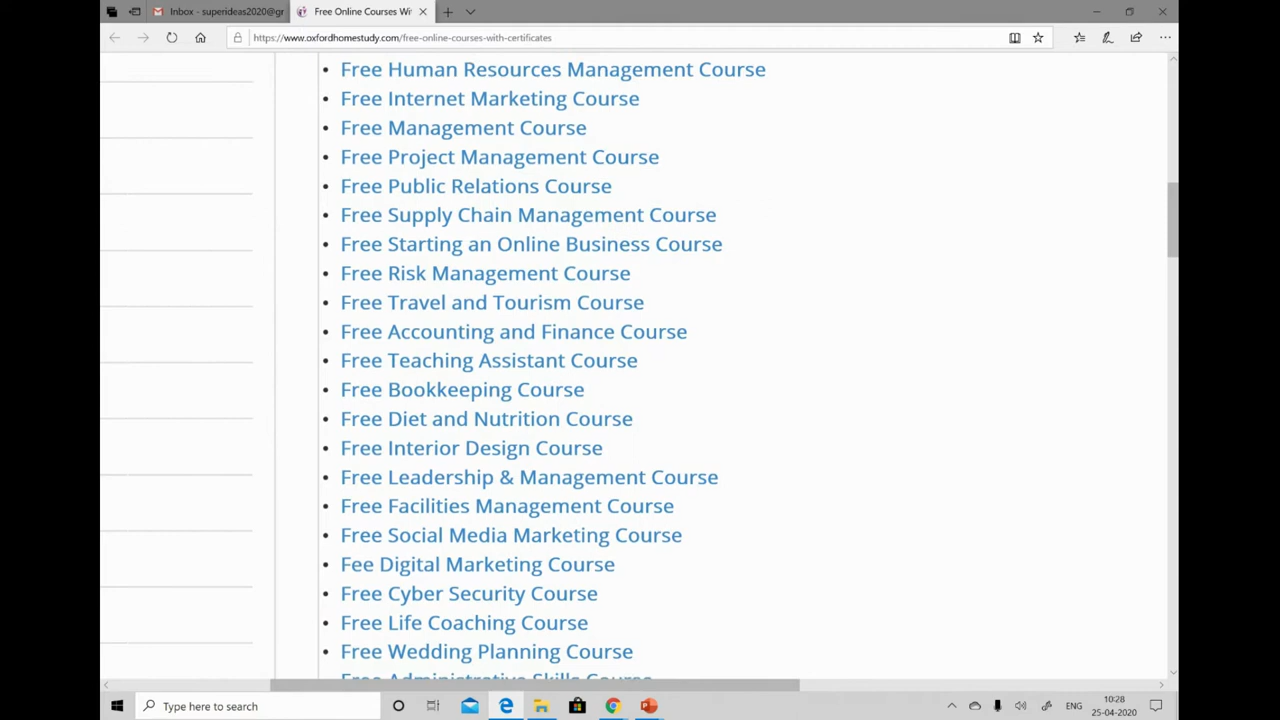 Inbox - superideas2020@gr
Free Online Courses Wit
https://www.oxfordhomestudy.com/free-online-courses-with-certificates
• Free Human Resources Management Course
• Free Internet Marketing Course
• Free Management Course
• Free Project Management Course
• Free Public Relations Course
• Free Supply Chain Management Course
• Free Starting an Online Business Course
• Free Risk Management Course
• Free Travel and Tourism Course
• Free Accounting and Finance Course
• Free Teaching Assistant Course
• Free Bookkeeping Course
• Free Diet and Nutrition Course
• Free Interior Design Course
• Free Leadership & Management Course
• Free Facilities Management Course
• Free Social Media Marketing Course
• Fee Digital Marketing Course
• Free Cyber Security Course
• Free Life Coaching Course
• Free Wedding Planning Course
Free Administrative Skills Course
Type here to search
ENG
10:28
25-04-2020